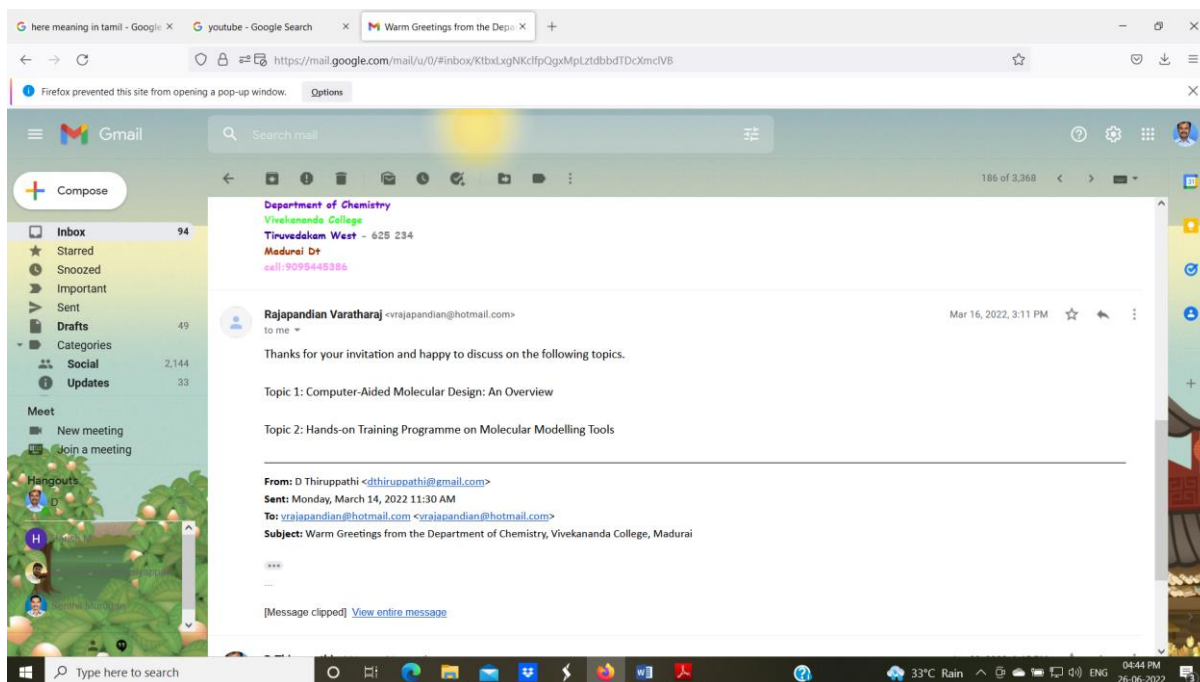 here meaning in tamil - Google
youtube - Google Search
Warm Greetings from the Depa
https://mail.google.com/mail/u/0/#inbox/KtbxLxgNKclfpQgxMpLztdbbdTDcXmclVB
Firefox prevented this site from opening a pop-up window. Options
Gmail
Search mail
Compose
186 of 3,368
Inbox 94
Starred
Snoozed
Important
Sent
Drafts 49
Categories
Social 2,144
Updates 33
Meet
New meeting
Join a meeting
Hangouts
D
H
Senthil Murugan
Department of Chemistry
Vivekananda College
Tiruvedakam West - 625 234
Madurai Dt
cell:9095445386
Rajapandian Varatharaj <vrajapandian@hotmail.com>
Mar 16, 2022, 3:11 PM
to me
Thanks for your invitation and happy to discuss on the following topics.
Topic 1: Computer-Aided Molecular Design: An Overview
Topic 2: Hands-on Training Programme on Molecular Modelling Tools
From: D Thiruppathi <dthiruppathi@gmail.com>
Sent: Monday, March 14, 2022 11:30 AM
To: vrajapandian@hotmail.com <vrajapandian@hotmail.com>
Subject: Warm Greetings from the Department of Chemistry, Vivekananda College, Madurai
[Message clipped] View entire message
31
Type here to search
33°C Rain
ENG
04:44 PM
26-06-2022